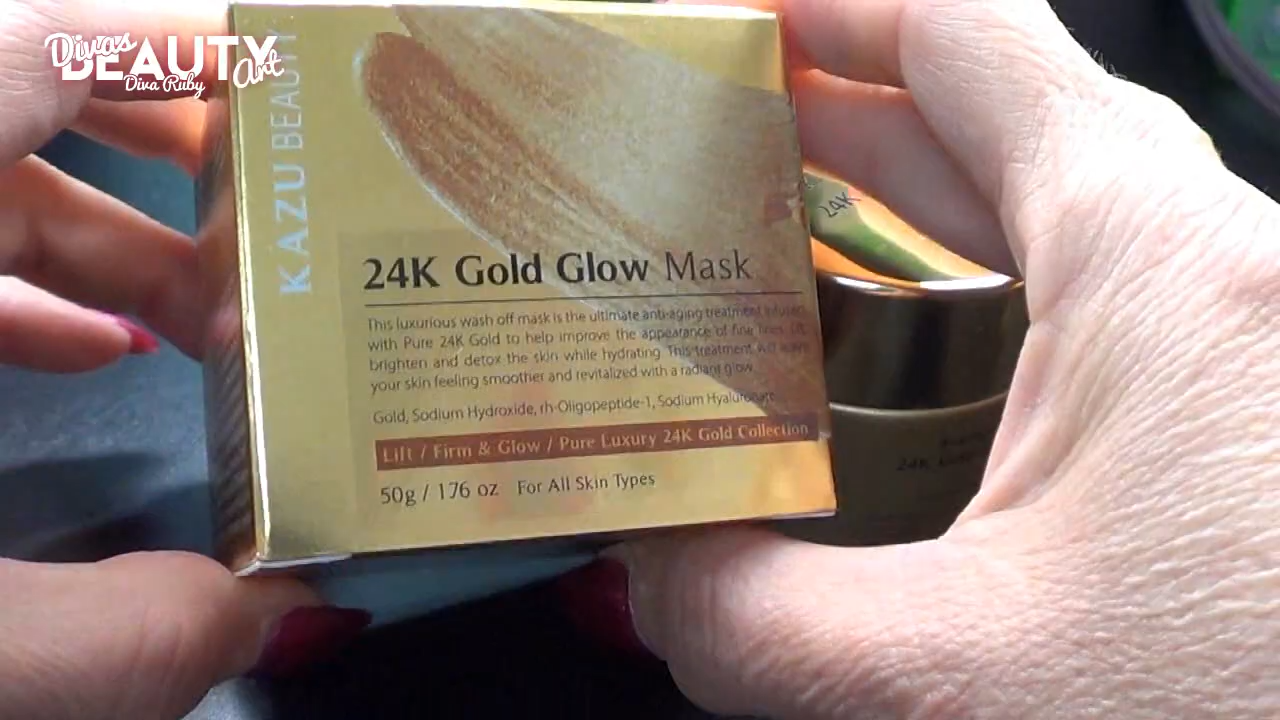 Divas
BEAUTY
Art
Diva Ruby
KAZU BEAUTY
24K
24K Gold Glow Mask
This luxurious wash off mask is the ultimate anti-aging treatment infused
with Pure 24K Gold to help improve the appearance of fine lines. Lift,
brighten and detox the skin while hydrating. This treatment will leave
your skin feeling smoother and revitalized with a radiant glow.
Gold, Sodium Hydroxide, rh-Oligopeptide-1, Sodium Hyaluronate
Lift / Firm & Glow / Pure Luxury 24K Gold Collection
50g / 176 oz For All Skin Types
24K